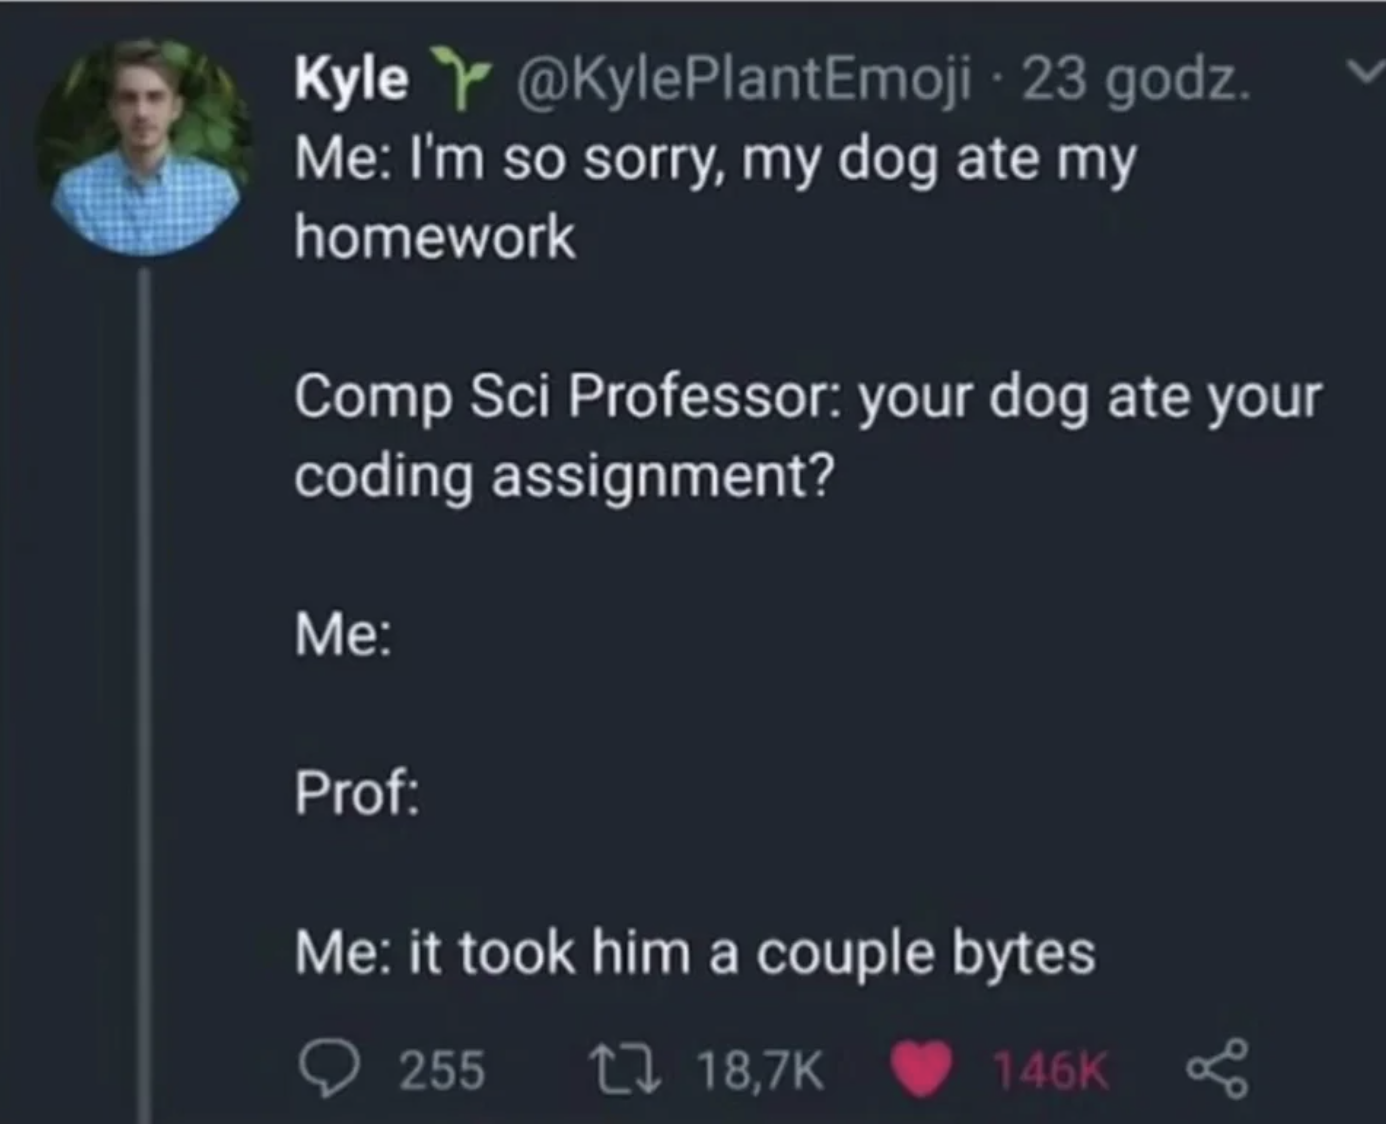 Kyle 🌱 @KylePlantEmoji · 23 godz.
Me: I'm so sorry, my dog ate my
homework
Comp Sci Professor: your dog ate your
coding assignment?
Me:
Prof:
Me: it took him a couple bytes
255 18,7K 146K